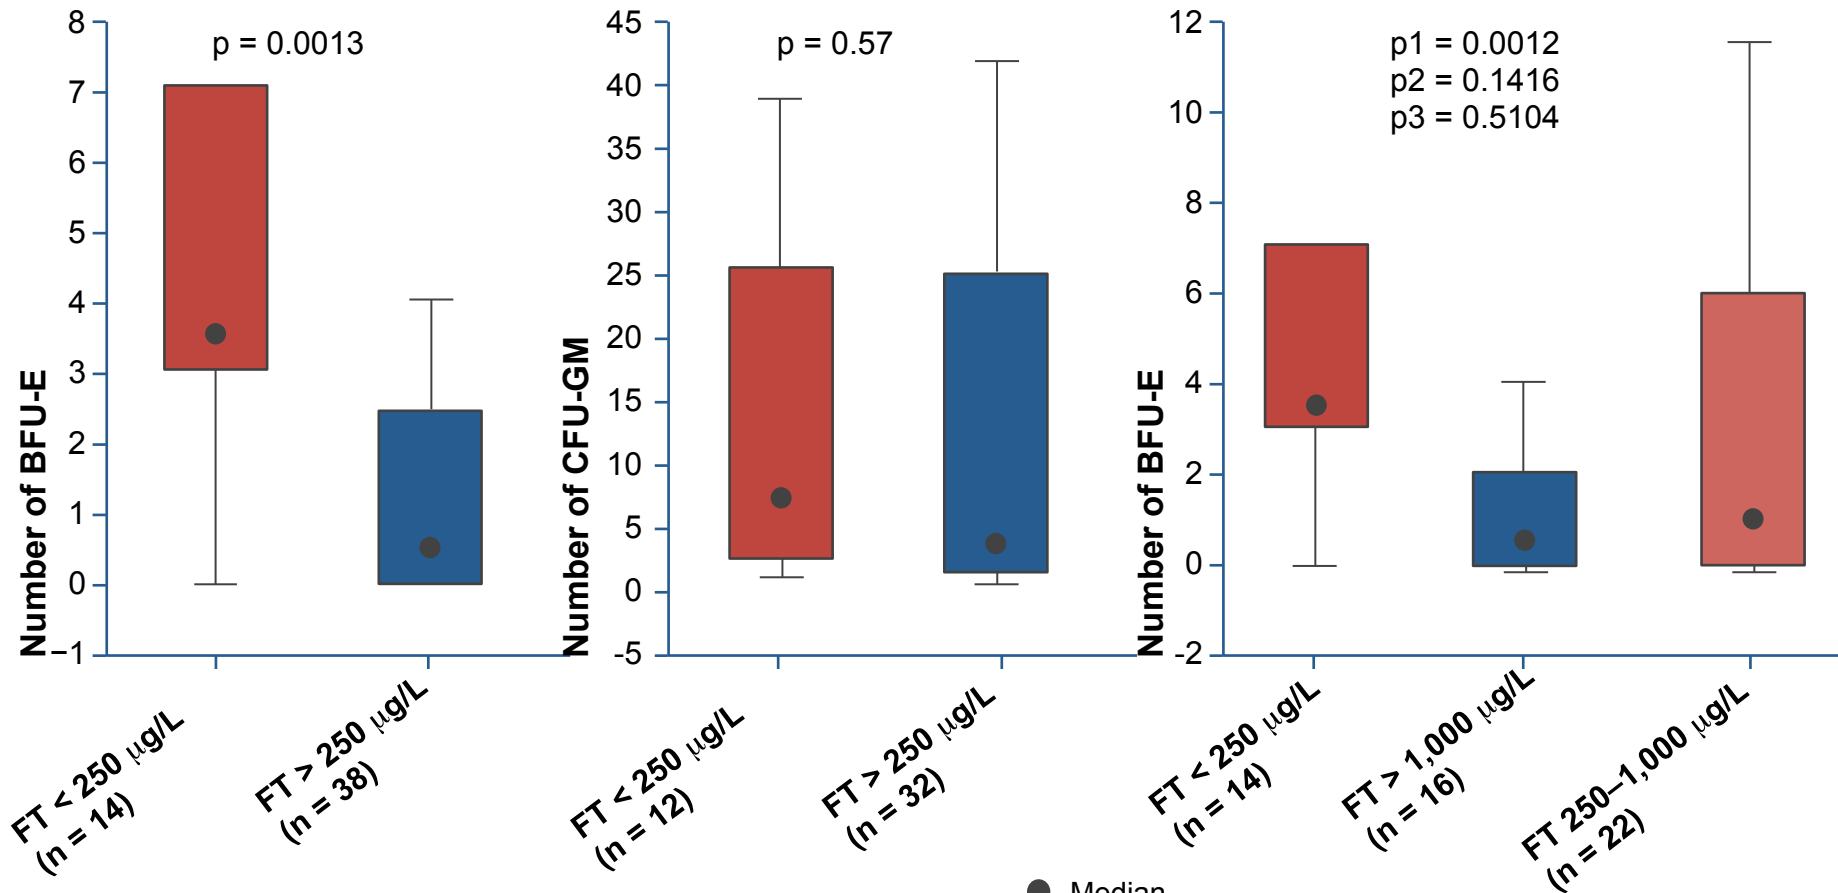 8
7
6
5
4
3
2
1
0
−1
Number of BFU-E
p = 0.0013
FT < 250 µg/L
(n = 14)
FT > 250 µg/L
(n = 38)
45
40
35
30
25
20
15
10
5
0
-5
Number of CFU-GM
p = 0.57
FT < 250 µg/L
(n = 12)
FT > 250 µg/L
(n = 32)
12
10
8
6
4
2
0
-2
Number of BFU-E
p1 = 0.0012
p2 = 0.1416
p3 = 0.5104
FT < 250 µg/L
(n = 14)
FT > 1,000 µg/L
(n = 16)
FT 250–1,000 µg/L
(n = 22)
Median